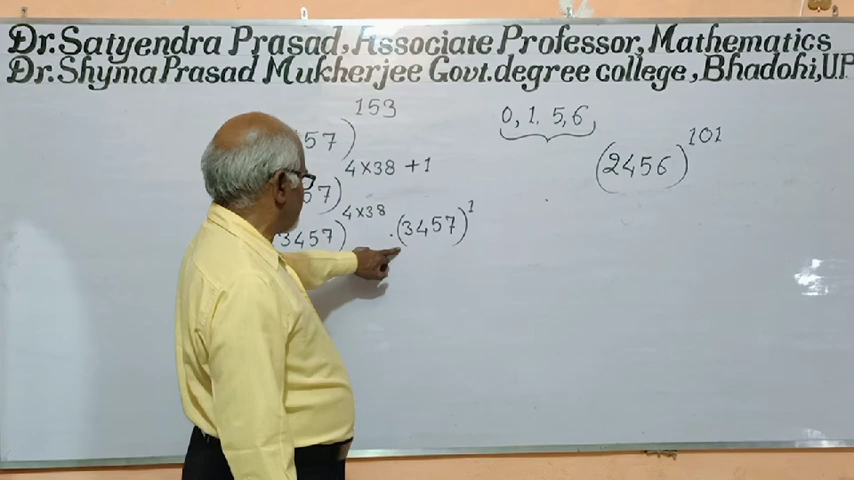 Dr.Satyendra Prasad, Associate Professor, Mathematics
Dr.Shyma Prasad Mukherjee Govt.degree college, Bhadohi, U.P
57)^153
0, 1, 5, 6,
(2456)^101
57)^4×38 +1
3457)^4×38 .(3457)^1